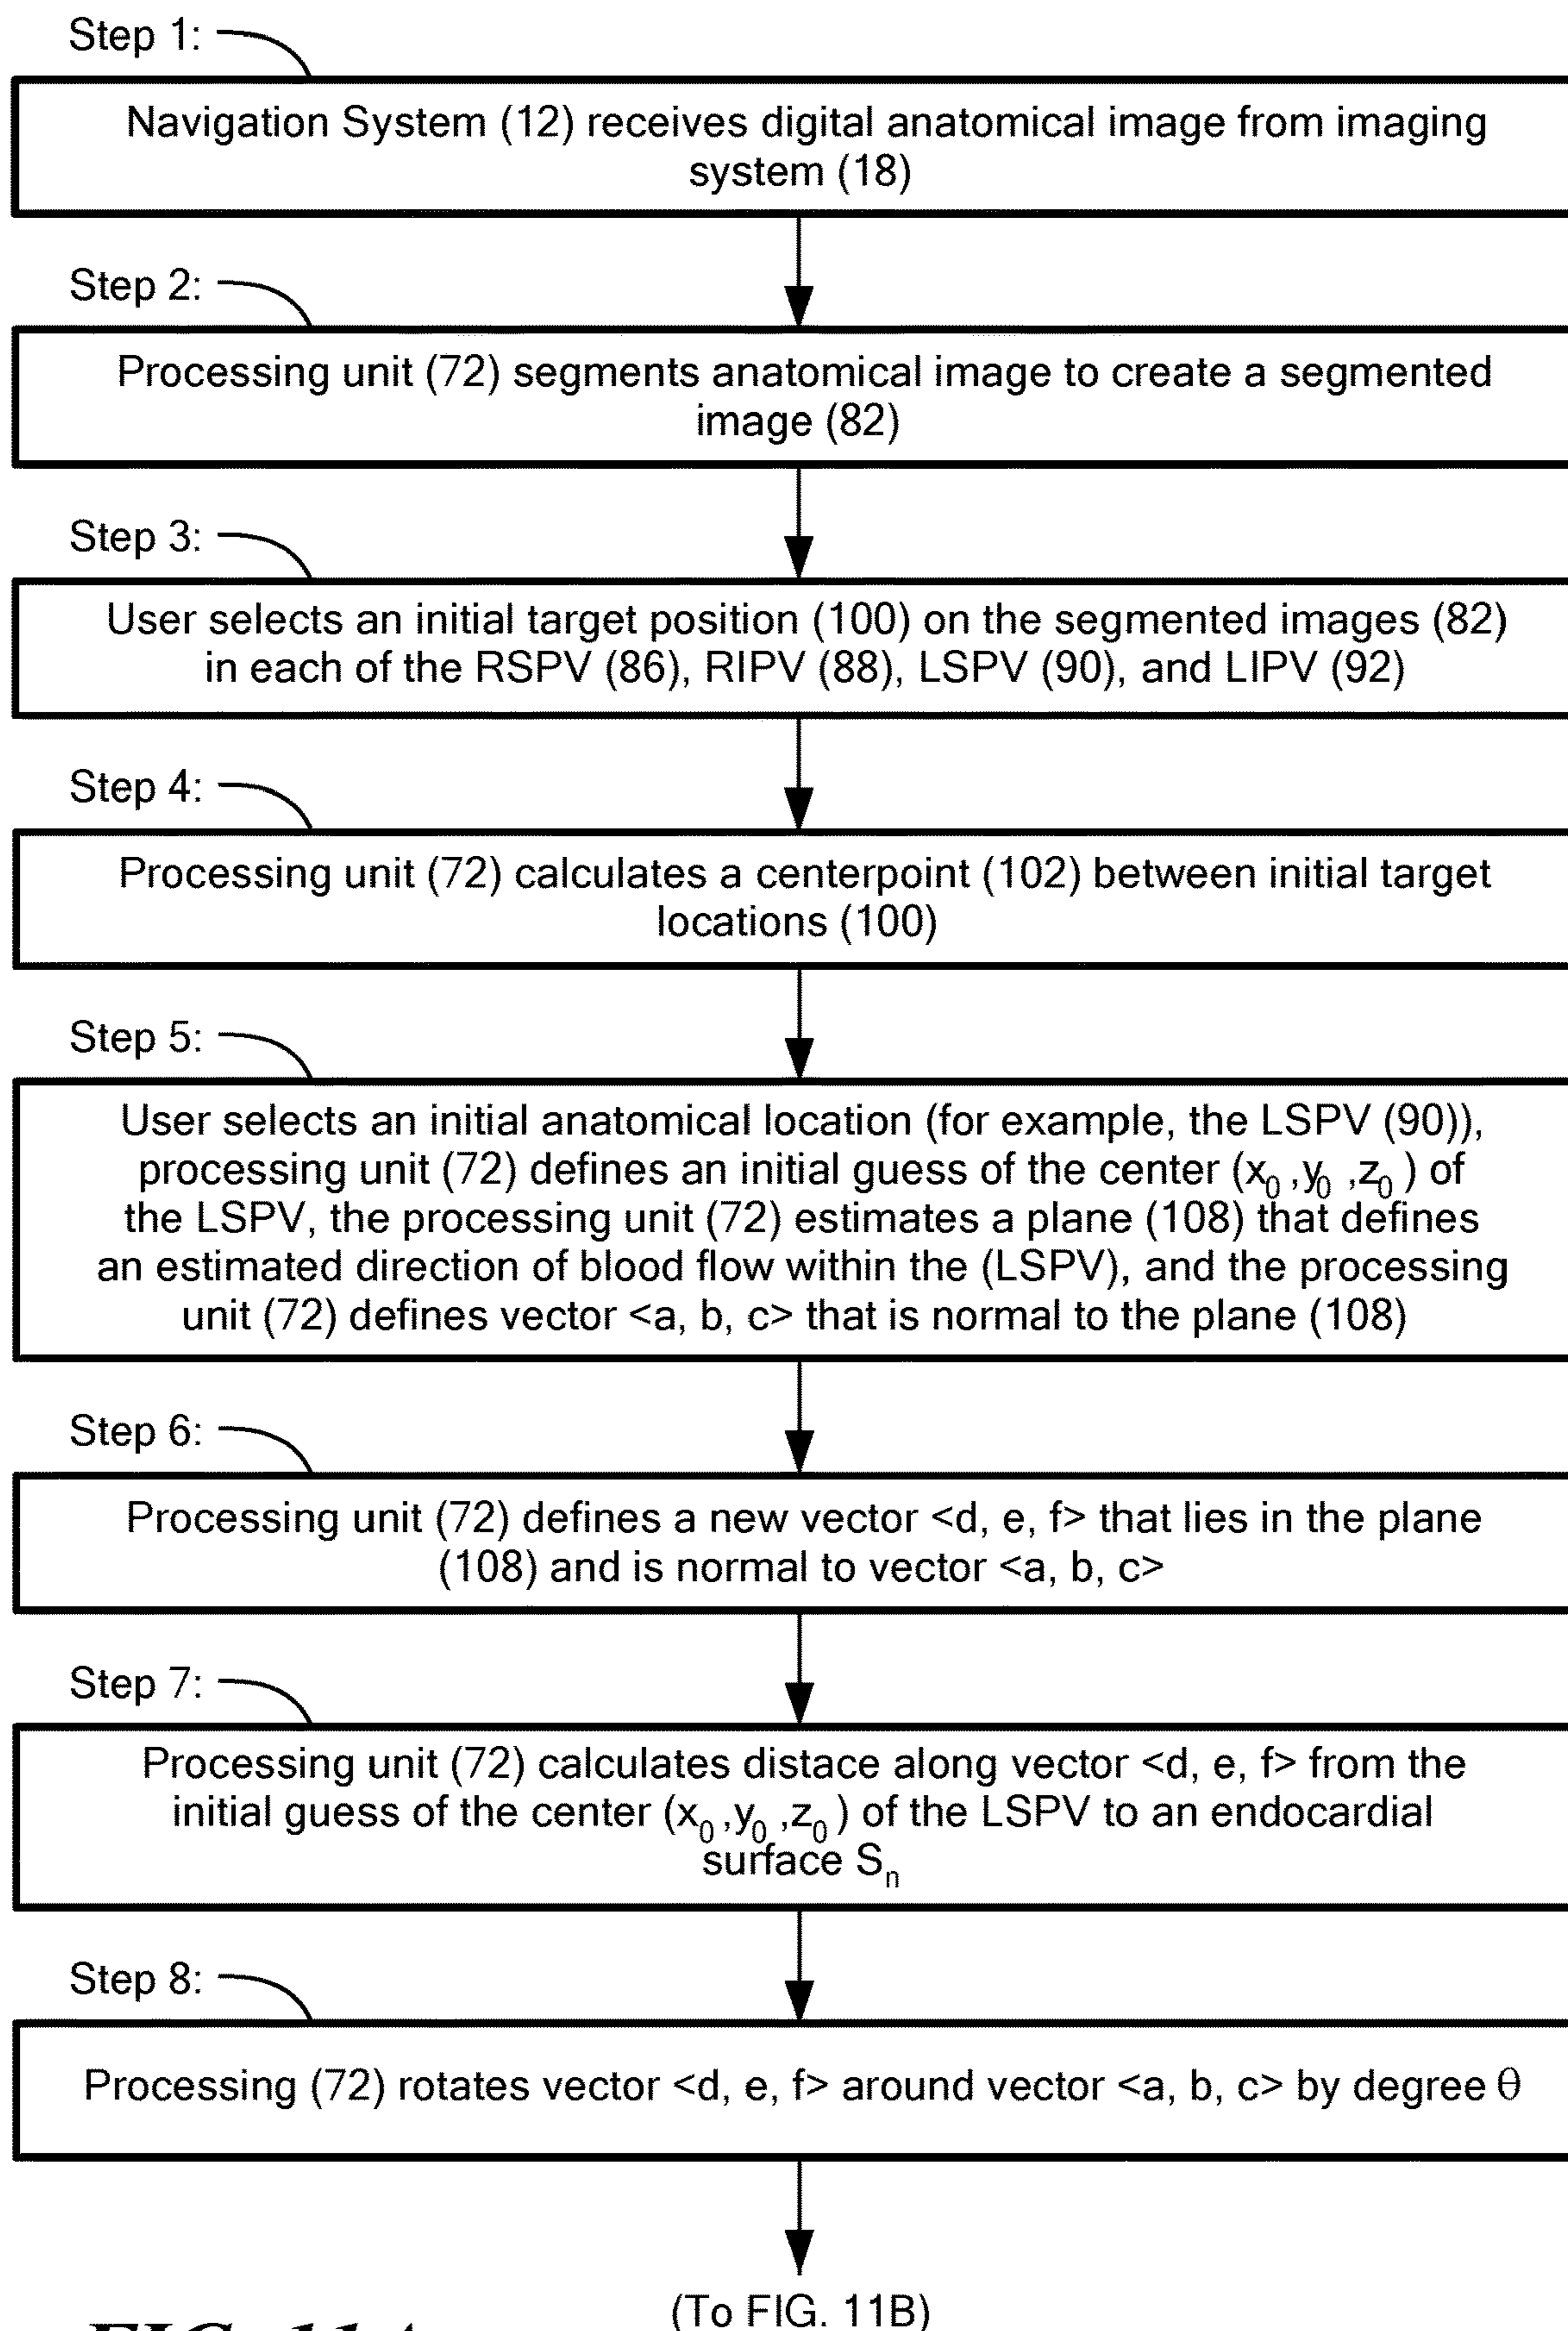 Step 1:
Navigation System (12) receives digital anatomical image from imaging
system (18)
Step 2:
Processing unit (72) segments anatomical image to create a segmented
image (82)
Step 3:
User selects an initial target position (100) on the segmented images (82)
in each of the RSPV (86), RIPV (88), LSPV (90), and LIPV (92)
Step 4:
Processing unit (72) calculates a centerpoint (102) between initial target
locations (100)
Step 5:
User selects an initial anatomical location (for example, the LSPV (90)),
processing unit (72) defines an initial guess of the center (x₀ ,y₀ ,z₀ ) of
the LSPV, the processing unit (72) estimates a plane (108) that defines
an estimated direction of blood flow within the (LSPV), and the processing
unit (72) defines vector <a, b, c> that is normal to the plane (108)
Step 6:
Processing unit (72) defines a new vector <d, e, f> that lies in the plane
(108) and is normal to vector <a, b, c>
Step 7:
Processing unit (72) calculates distace along vector <d, e, f> from the
initial guess of the center (x₀ ,y₀ ,z₀ ) of the LSPV to an endocardial
surface Sₙ
Step 8:
Processing (72) rotates vector <d, e, f> around vector <a, b, c> by degree θ
(To FIG. 11B)